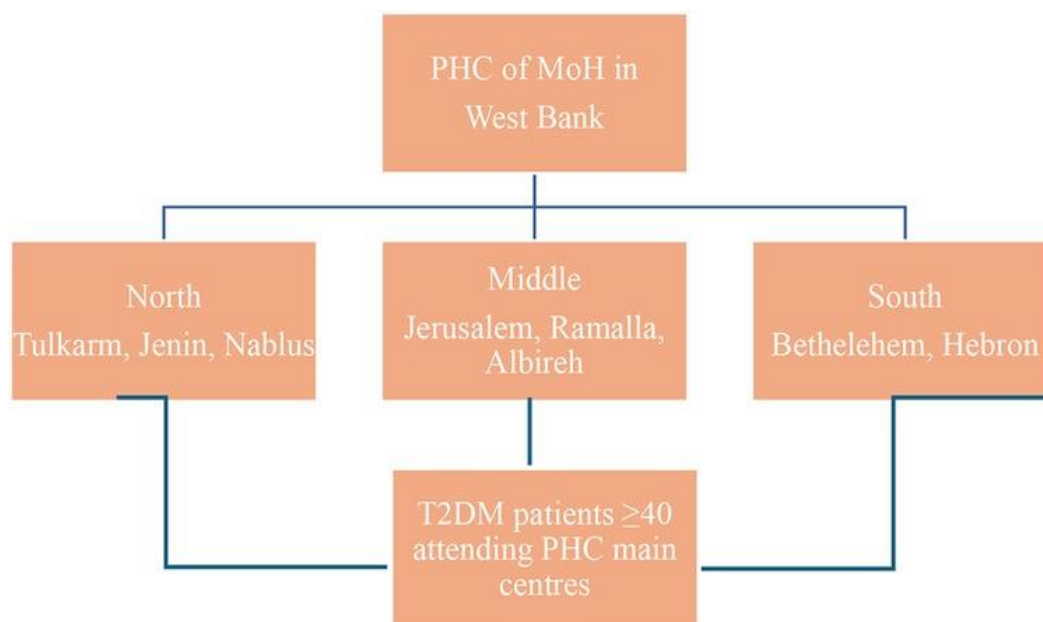 PHC of MoH in
West Bank
North
Tulkarm, Jenin, Nablus
Middle
Jerusalem, Ramalla,
Albireh
South
Bethelehem, Hebron
T2DM patients ≥40
attending PHC main
centres